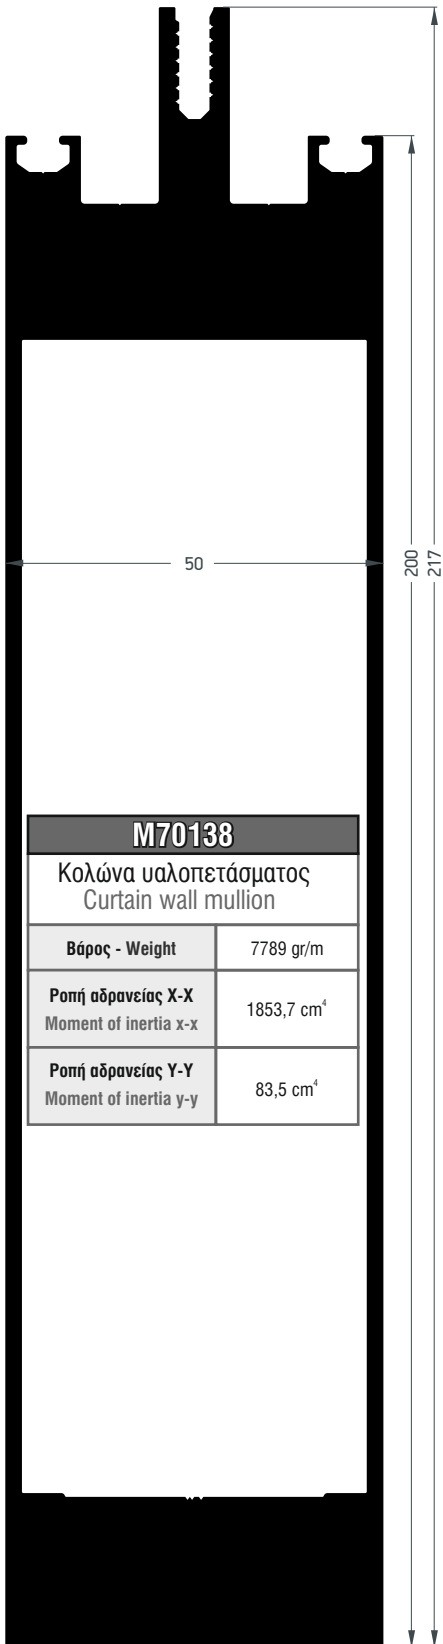 50
200
217
M70138
Κολώνα υαλοπετάσματος
Curtain wall mullion
Βάρος - Weight 7789 gr/m
Ροπή αδρανείας X-X
Moment of inertia x-x
1853,7 cm⁴
Ροπή αδρανείας Y-Y
Moment of inertia y-y
83,5 cm⁴